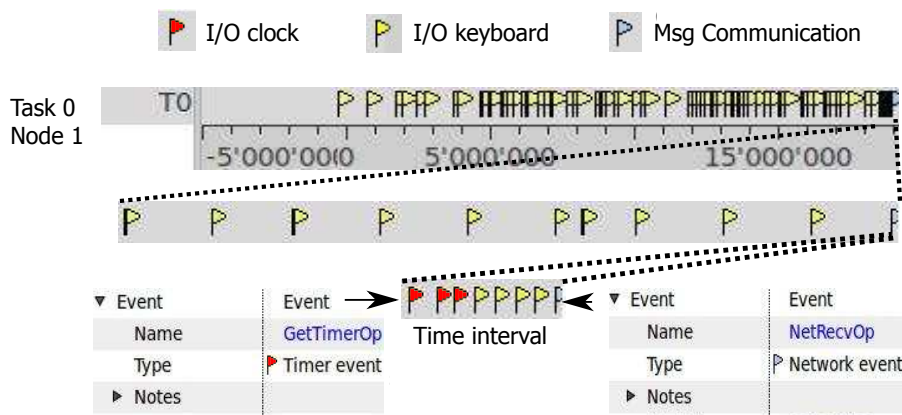 I/O clock I/O keyboard Msg Communication
Task 0
Node 1
T0
-5'000'000 5'000'000 15'000'000
Time interval
Event Event
Name GetTimerOp
Type Timer event
Notes
Event Event
Name NetRecvOp
Type Network event
Notes